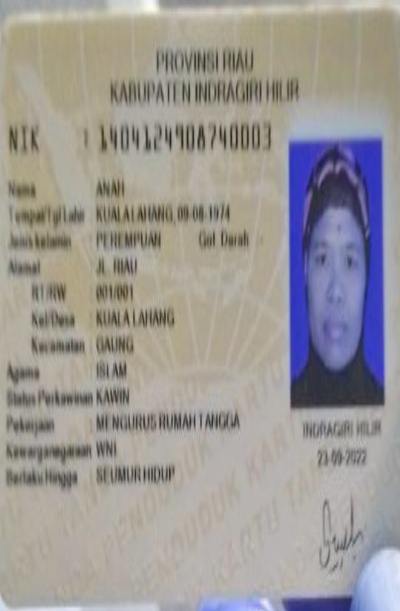 PROVINSI RIAU
KABUPATEN INDRAGIRI HILIR
NIK : 1404124908740003
Nama ANAH
Tempat/Tgl Lahir KUALA LAHANG, 09-08-1974
Jenis kelamin PEREMPUAN Gol. Darah -
Alamat JL. RIAU
RT/RW 001/001
Kel/Desa KUALA LAHANG
Kecamatan GAUNG
Agama ISLAM
Status Perkawinan KAWIN
Pekerjaan MENGURUS RUMAH TANGGA
Kewarganegaraan WNI
Berlaku Hingga SEUMUR HIDUP
INDRAGIRI HILIR
23-09-2022